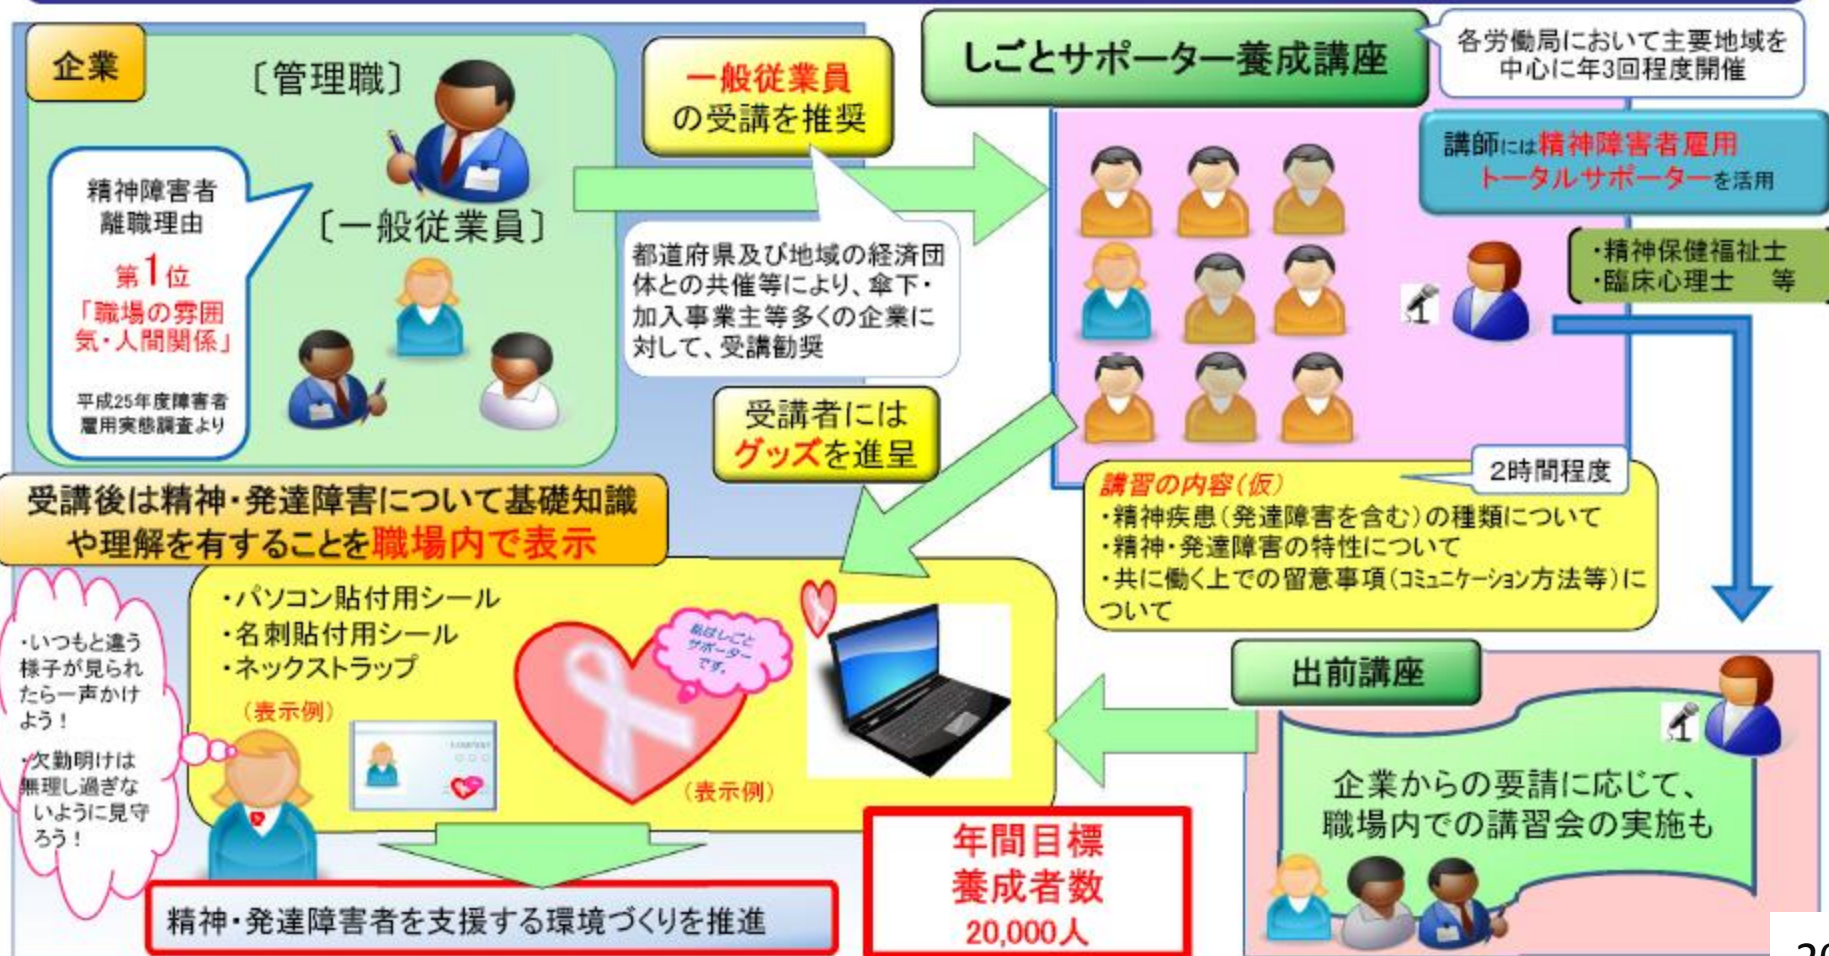 企業
〔管理職〕
精神障害者
離職理由
第1位
「職場の雰囲
気・人間関係」
平成25年度障害者
雇用実態調査より
〔一般従業員〕
一般従業員
の受講を推奨
都道府県及び地域の経済団
体との共催等により、傘下・
加入事業主等多くの企業に
対して、受講勧奨
しごとサポーター養成講座
各労働局において主要地域を
中心に年3回程度開催
講師には精神障害者雇用
トータルサポーターを活用
・精神保健福祉士
・臨床心理士 等
2時間程度
講習の内容(仮)
・精神疾患(発達障害を含む)の種類について
・精神・発達障害の特性について
・共に働く上での留意事項(コミュニケーション方法等)に
ついて
受講者には
グッズを進呈
受講後は精神・発達障害について基礎知識
や理解を有することを職場内で表示
・パソコン貼付用シール
・名刺貼付用シール
・ネックストラップ
(表示例)
私はしごと
サポーター
です。
(表示例)
・いつもと違う
様子が見られ
たら一声かけ
よう!
・欠勤明けは
無理し過ぎな
いように見守
ろう!
出前講座
企業からの要請に応じて、
職場内での講習会の実施も
年間目標
養成者数
20,000人
精神・発達障害者を支援する環境づくりを推進